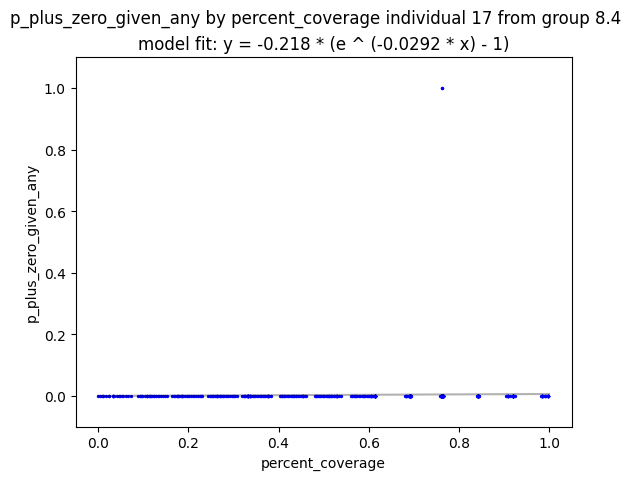 p_plus_zero_given_any by percent_coverage individual 17 from group 8.4
model fit: y = -0.218 * (e ^ (-0.0292 * x) - 1)
1.0
0.8
0.6
0.4
0.2
0.0
p_plus_zero_given_any
0.0 0.2 0.4 0.6 0.8 1.0
percent_coverage